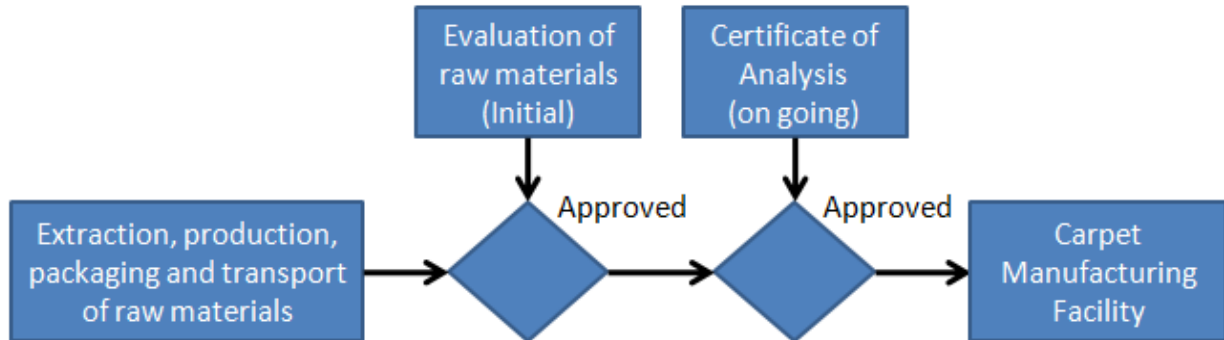 Evaluation of
raw materials
(Initial)
Certificate of
Analysis
(on going)
Approved
Approved
Extraction, production,
packaging and transport
of raw materials
Carpet
Manufacturing
Facility